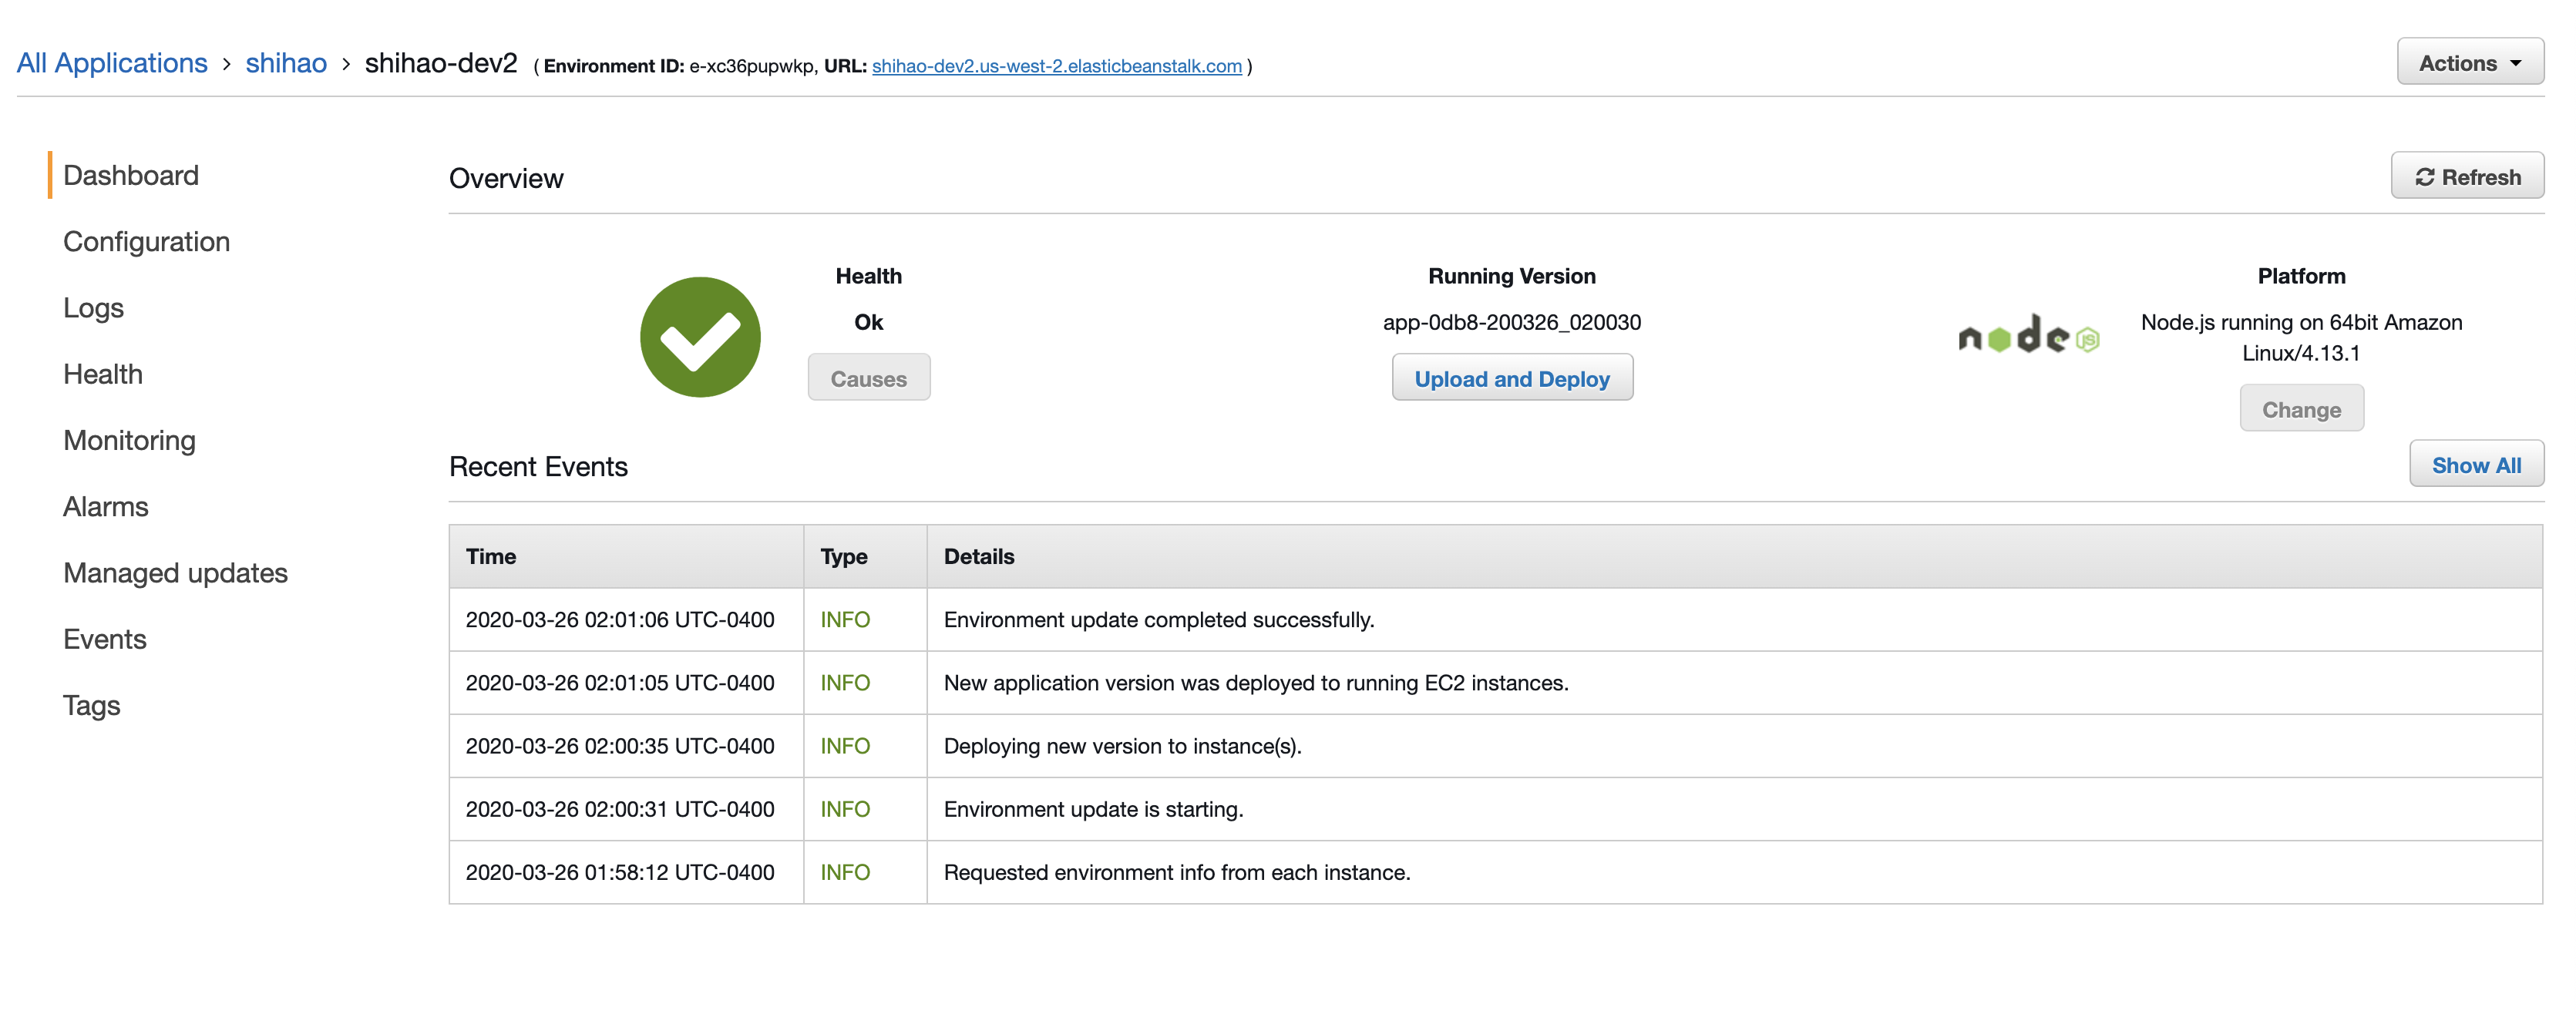 All Applications › shihao › shihao-dev2 ( Environment ID: e-xc36pupwkp, URL: shihao-dev2.us-west-2.elasticbeanstalk.com )
Actions
Dashboard
Configuration
Logs
Health
Monitoring
Alarms
Managed updates
Events
Tags
Overview
Refresh
Health
Ok
Causes
Running Version
app-0db8-200326_020030
Upload and Deploy
node JS
Platform
Node.js running on 64bit Amazon
Linux/4.13.1
Change
Recent Events
Show All
Time Type Details
2020-03-26 02:01:06 UTC-0400 INFO Environment update completed successfully.
2020-03-26 02:01:05 UTC-0400 INFO New application version was deployed to running EC2 instances.
2020-03-26 02:00:35 UTC-0400 INFO Deploying new version to instance(s).
2020-03-26 02:00:31 UTC-0400 INFO Environment update is starting.
2020-03-26 01:58:12 UTC-0400 INFO Requested environment info from each instance.